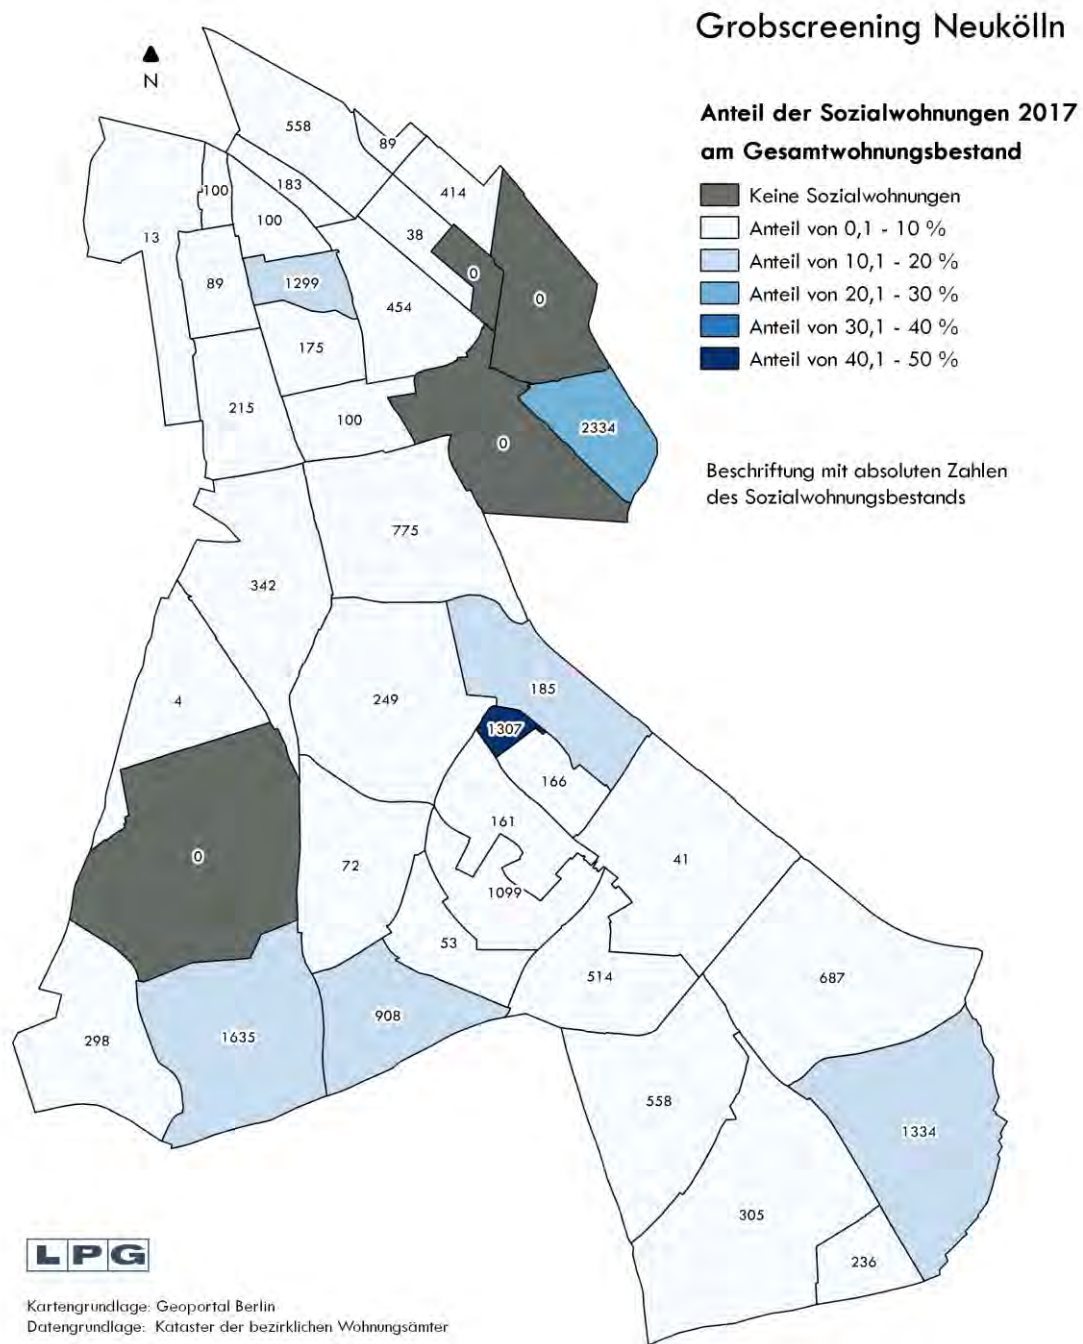 Grobscreening Neukölln
N
Anteil der Sozialwohnungen 2017
am Gesamtwohnungsbestand
Keine Sozialwohnungen
Anteil von 0,1 - 10 %
Anteil von 10,1 - 20 %
Anteil von 20,1 - 30 %
Anteil von 30,1 - 40 %
Anteil von 40,1 - 50 %
Beschriftung mit absoluten Zahlen
des Sozialwohnungsbestands
558
89
100
183
414
100
13
38
0
89
1299
0
454
175
215
100
2334
0
775
342
249
185
4
1307
166
161
0
72
41
1099
53
514
687
298
1635
908
558
1334
305
236
LPG
Kartengrundlage: Geoportal Berlin
Datengrundlage: Kataster der bezirklichen Wohnungsämter